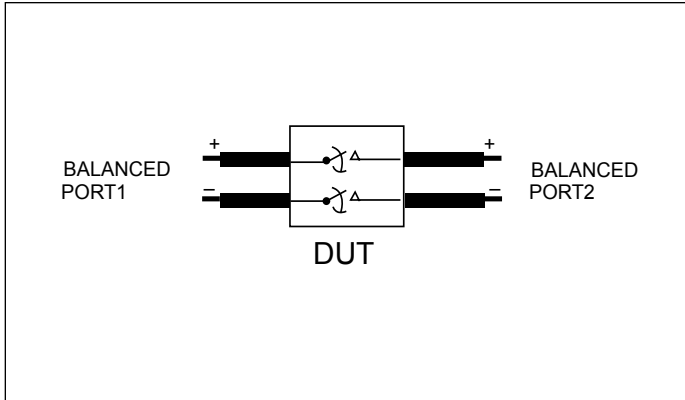 + +
BALANCED
PORT1
BALANCED
PORT2
− −
DUT